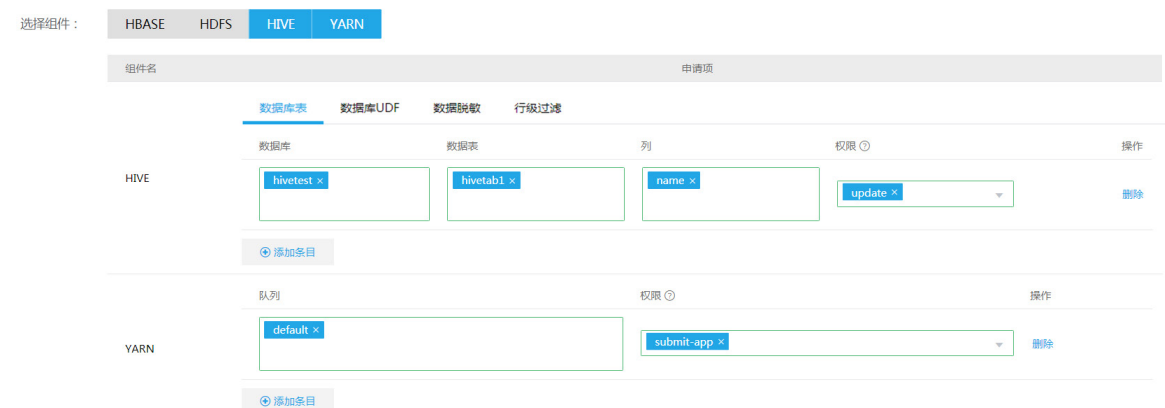 选择组件： HBASE HDFS HIVE YARN
组件名 申请项
数据库表 数据库UDF 数据脱敏 行级过滤
数据库 数据表 列 权限 ? 操作
HIVE
hivetest × hivetab1 × name × update × 删除
添加条目
队列 权限 ? 操作
YARN
default × submit-app × 删除
添加条目